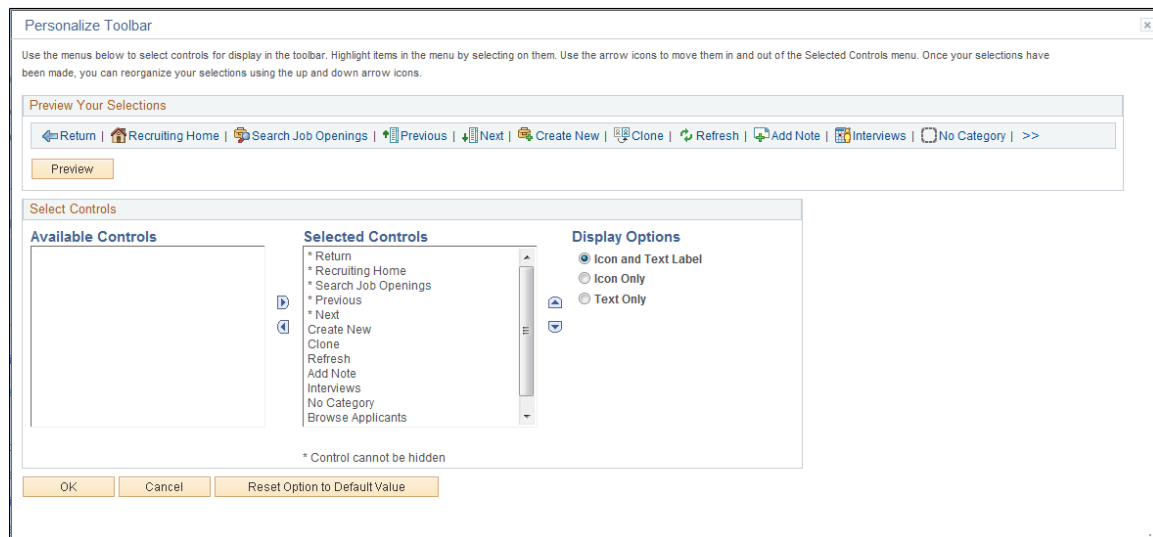 Personalize Toolbar
Use the menus below to select controls for display in the toolbar. Highlight items in the menu by selecting on them. Use the arrow icons to move them in and out of the Selected Controls menu. Once your selections have
been made, you can reorganize your selections using the up and down arrow icons.
Preview Your Selections
Return | Recruiting Home | Search Job Openings | Previous | Next | Create New | Clone | Refresh | Add Note | Interviews | No Category | >>
Preview
Select Controls
Available Controls
Selected Controls
* Return
* Recruiting Home
* Search Job Openings
* Previous
* Next
Create New
Clone
Refresh
Add Note
Interviews
No Category
Browse Applicants
* Control cannot be hidden
Display Options
Icon and Text Label
Icon Only
Text Only
OK Cancel Reset Option to Default Value